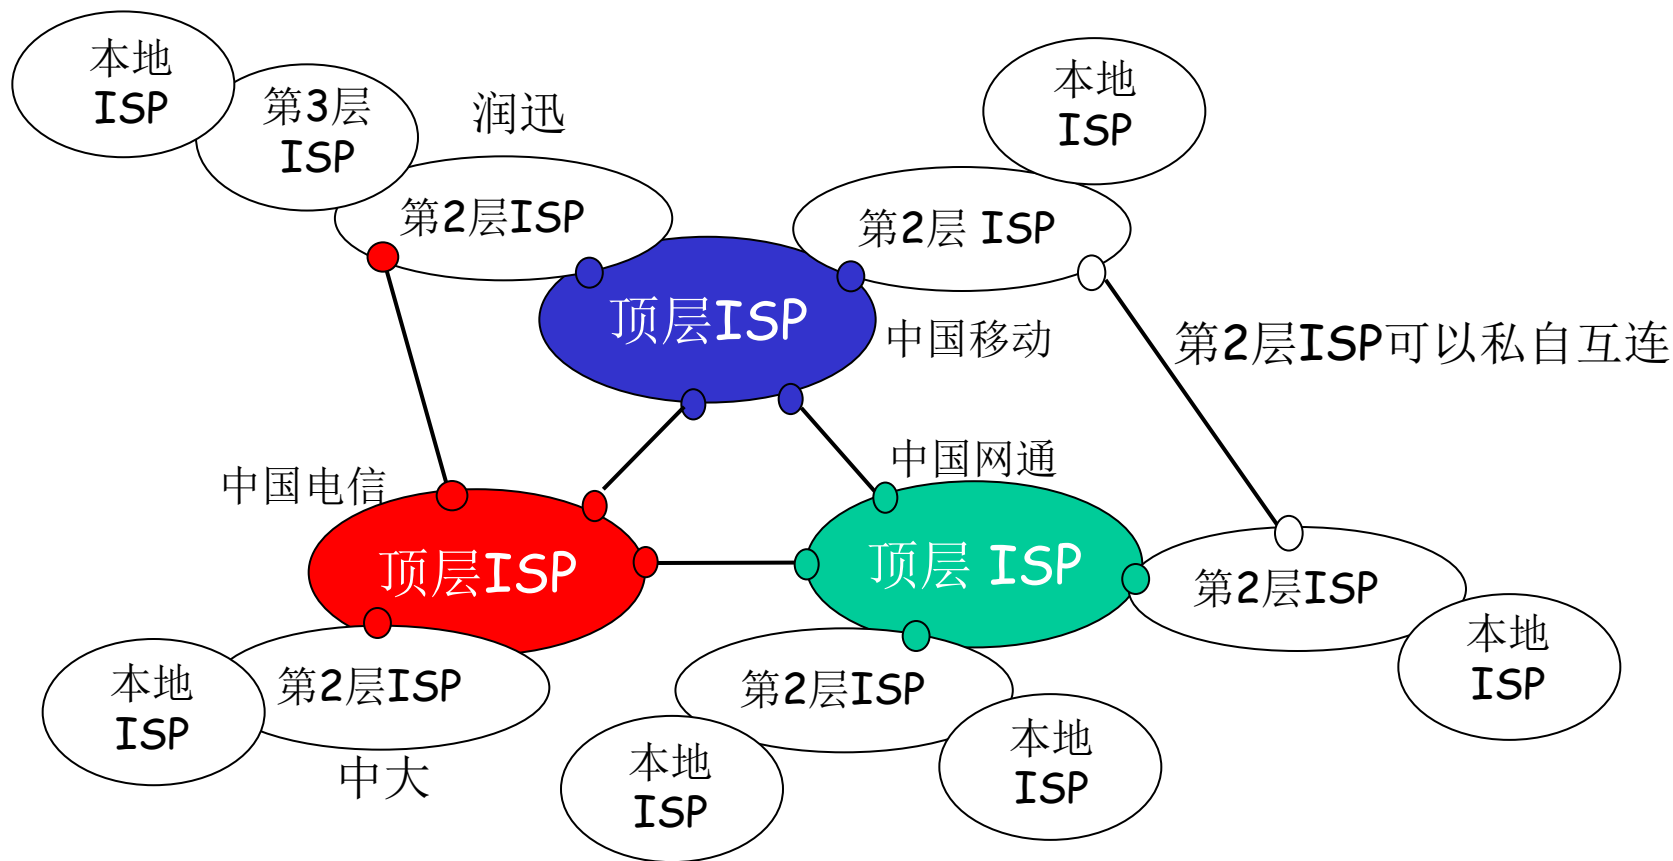 本地
ISP
第3层
ISP
润迅
本地
ISP
第2层ISP
第2层 ISP
顶层ISP
中国移动
第2层ISP可以私自互连
中国电信
中国网通
顶层ISP
顶层 ISP
第2层ISP
本地
ISP
第2层ISP
中大
第2层ISP
本地
ISP
本地
ISP
本地
ISP